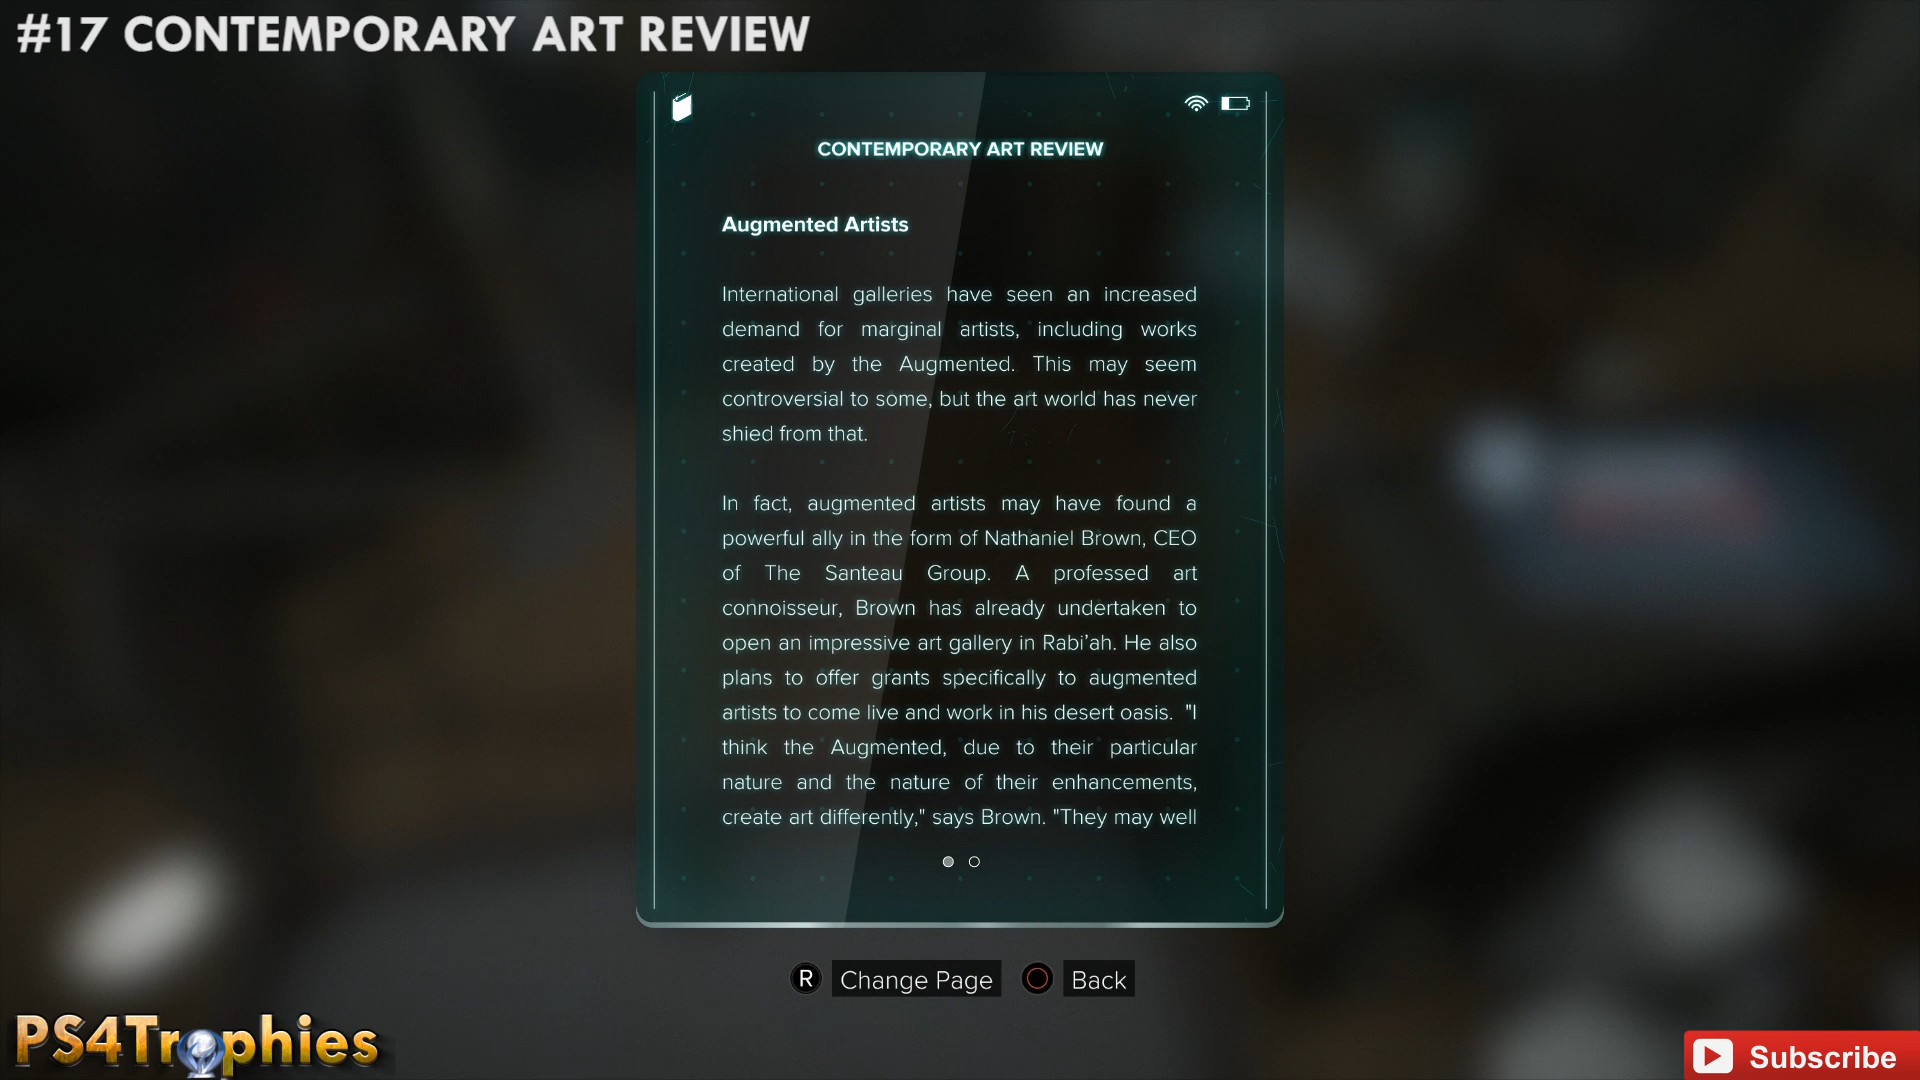 #17 CONTEMPORARY ART REVIEW
CONTEMPORARY ART REVIEW
Augmented Artists
International galleries have seen an increased
demand for marginal artists, including works
created by the Augmented. This may seem
controversial to some, but the art world has never
shied from that.
In fact, augmented artists may have found a
powerful ally in the form of Nathaniel Brown, CEO
of The Santeau Group. A professed art
connoisseur, Brown has already undertaken to
open an impressive art gallery in Rabi’ah. He also
plans to offer grants specifically to augmented
artists to come live and work in his desert oasis. "I
think the Augmented, due to their particular
nature and the nature of their enhancements,
create art differently," says Brown. "They may well
R Change Page Back
PS4Trophies
Subscribe